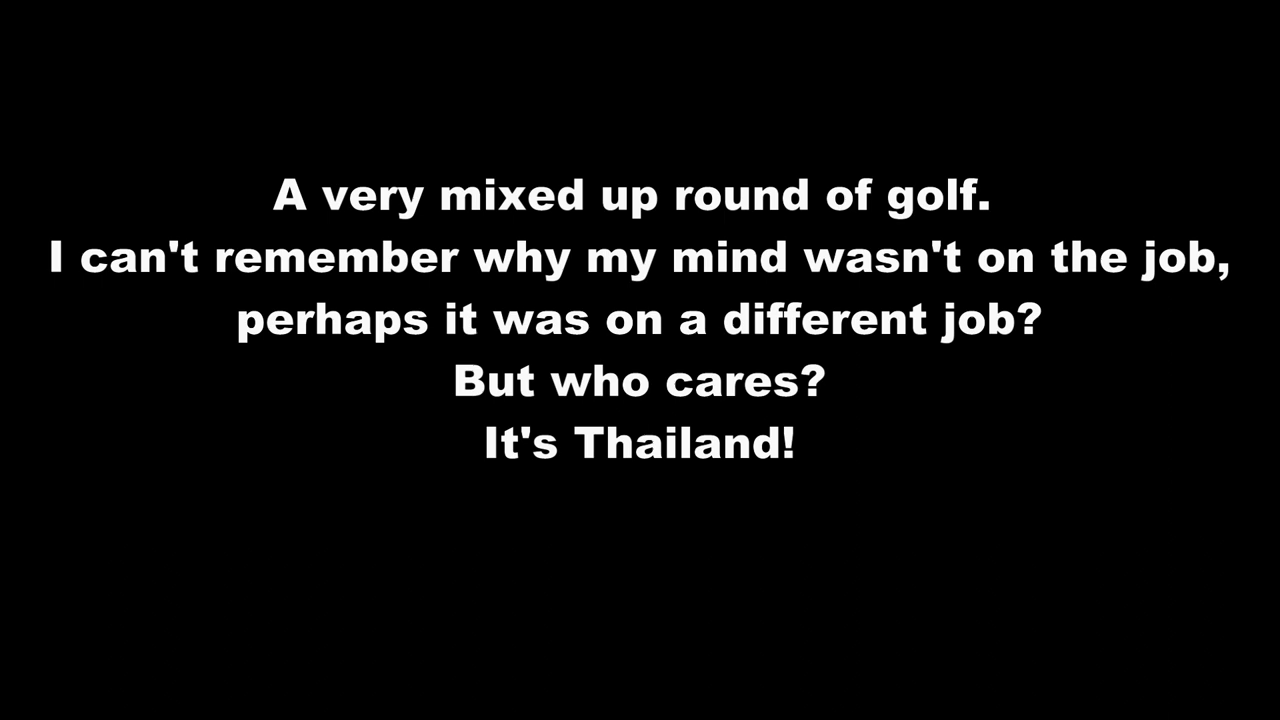 A very mixed up round of golf.
I can't remember why my mind wasn't on the job,
perhaps it was on a different job?
But who cares?
It's Thailand!